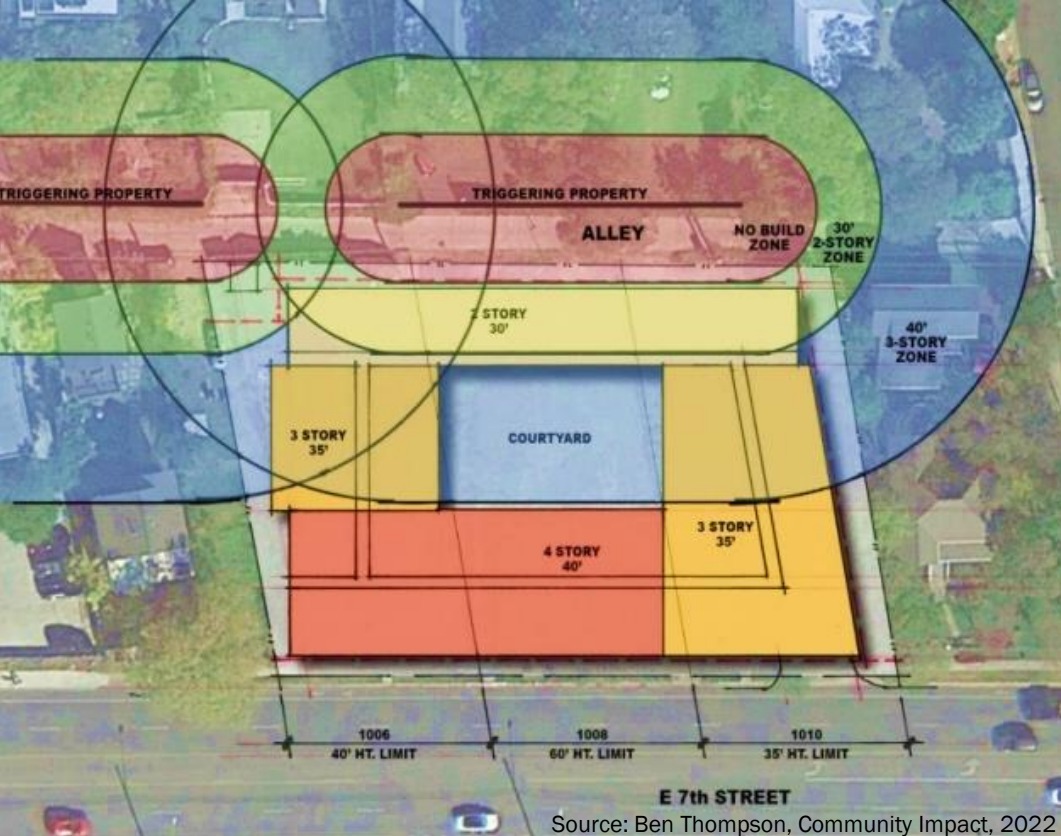 TRIGGERING PROPERTY
TRIGGERING PROPERTY
ALLEY
NO BUILD
ZONE
30'
2-STORY
ZONE
2 STORY
30'
40'
3-STORY
ZONE
3 STORY
35'
COURTYARD
3 STORY
35'
4 STORY
40'
1006
40' HT. LIMIT
1008
60' HT. LIMIT
1010
35' HT. LIMIT
E 7th STREET
Source: Ben Thompson, Community Impact, 2022